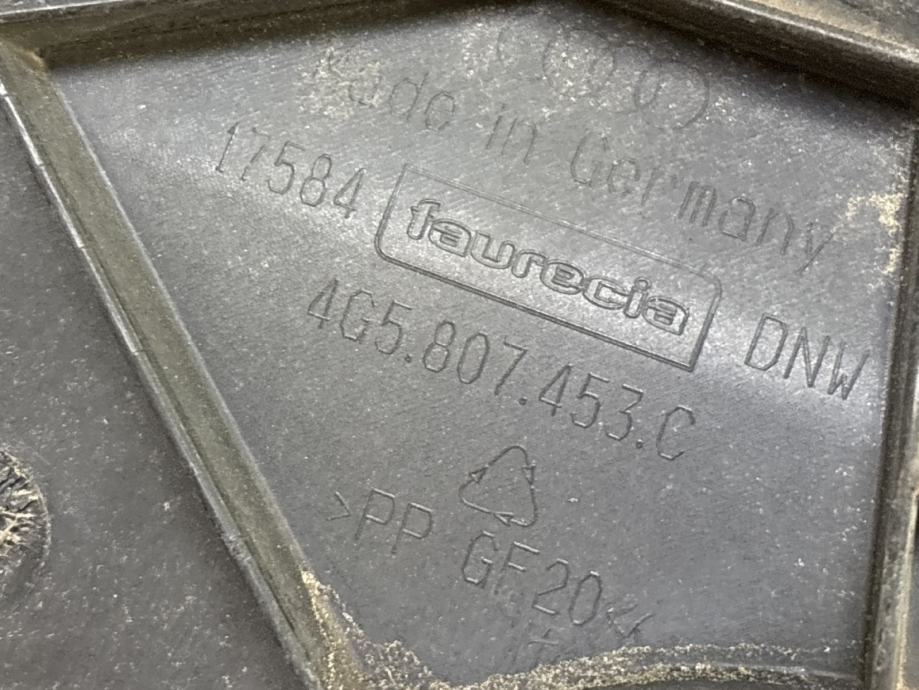 Made in Germany
17584 faurecia DNW
4G5.807.453.C
>PP GF20<